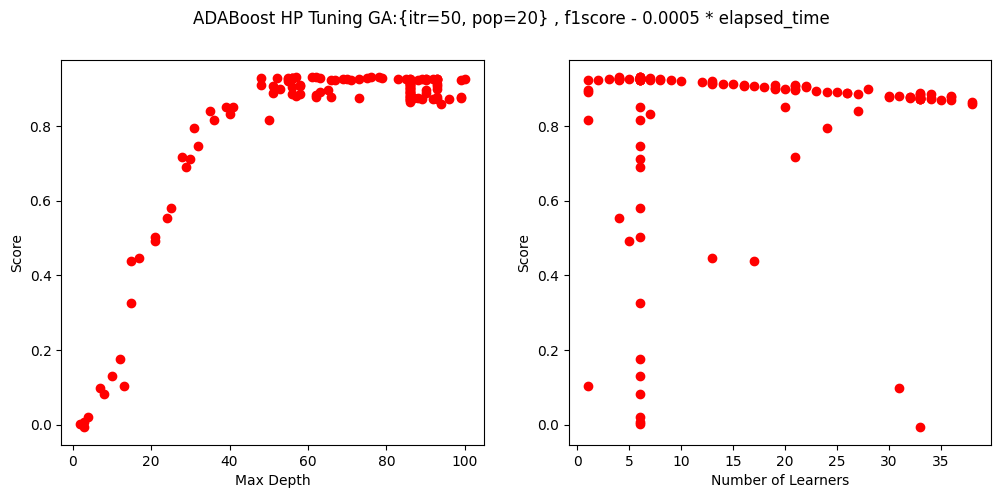 ADABoost HP Tuning GA:{itr=50, pop=20} , f1score - 0.0005 * elapsed_time
Score
0.8
0.6
0.4
0.2
0.0
0 20 40 60 80 100
Max Depth
Score
0.8
0.6
0.4
0.2
0.0
0 5 10 15 20 25 30 35
Number of Learners